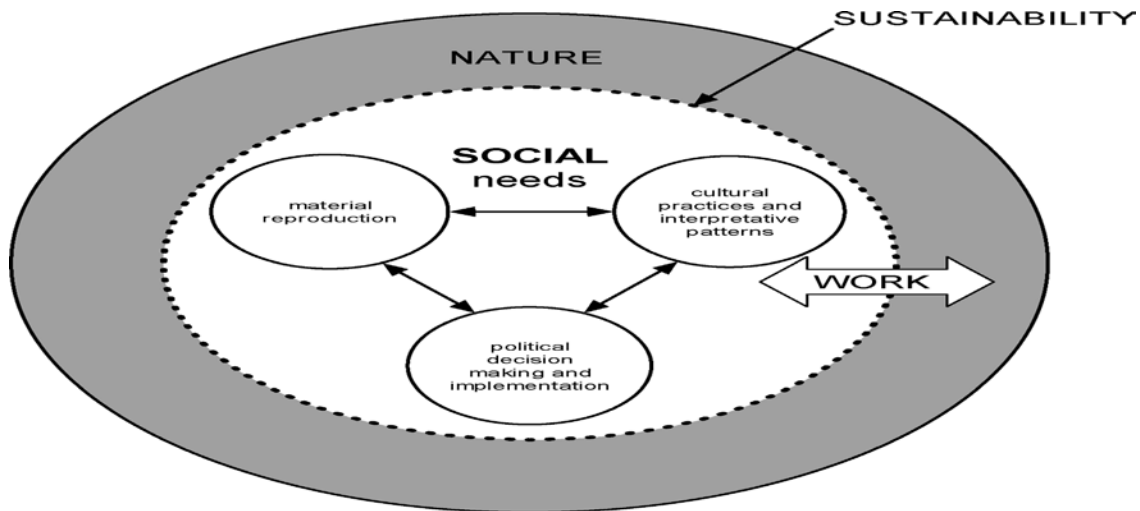 SUSTAINABILITY
NATURE
SOCIAL
needs
material
reproduction
cultural
practices and
interpretative
patterns
WORK
political
decision
making and
implementation